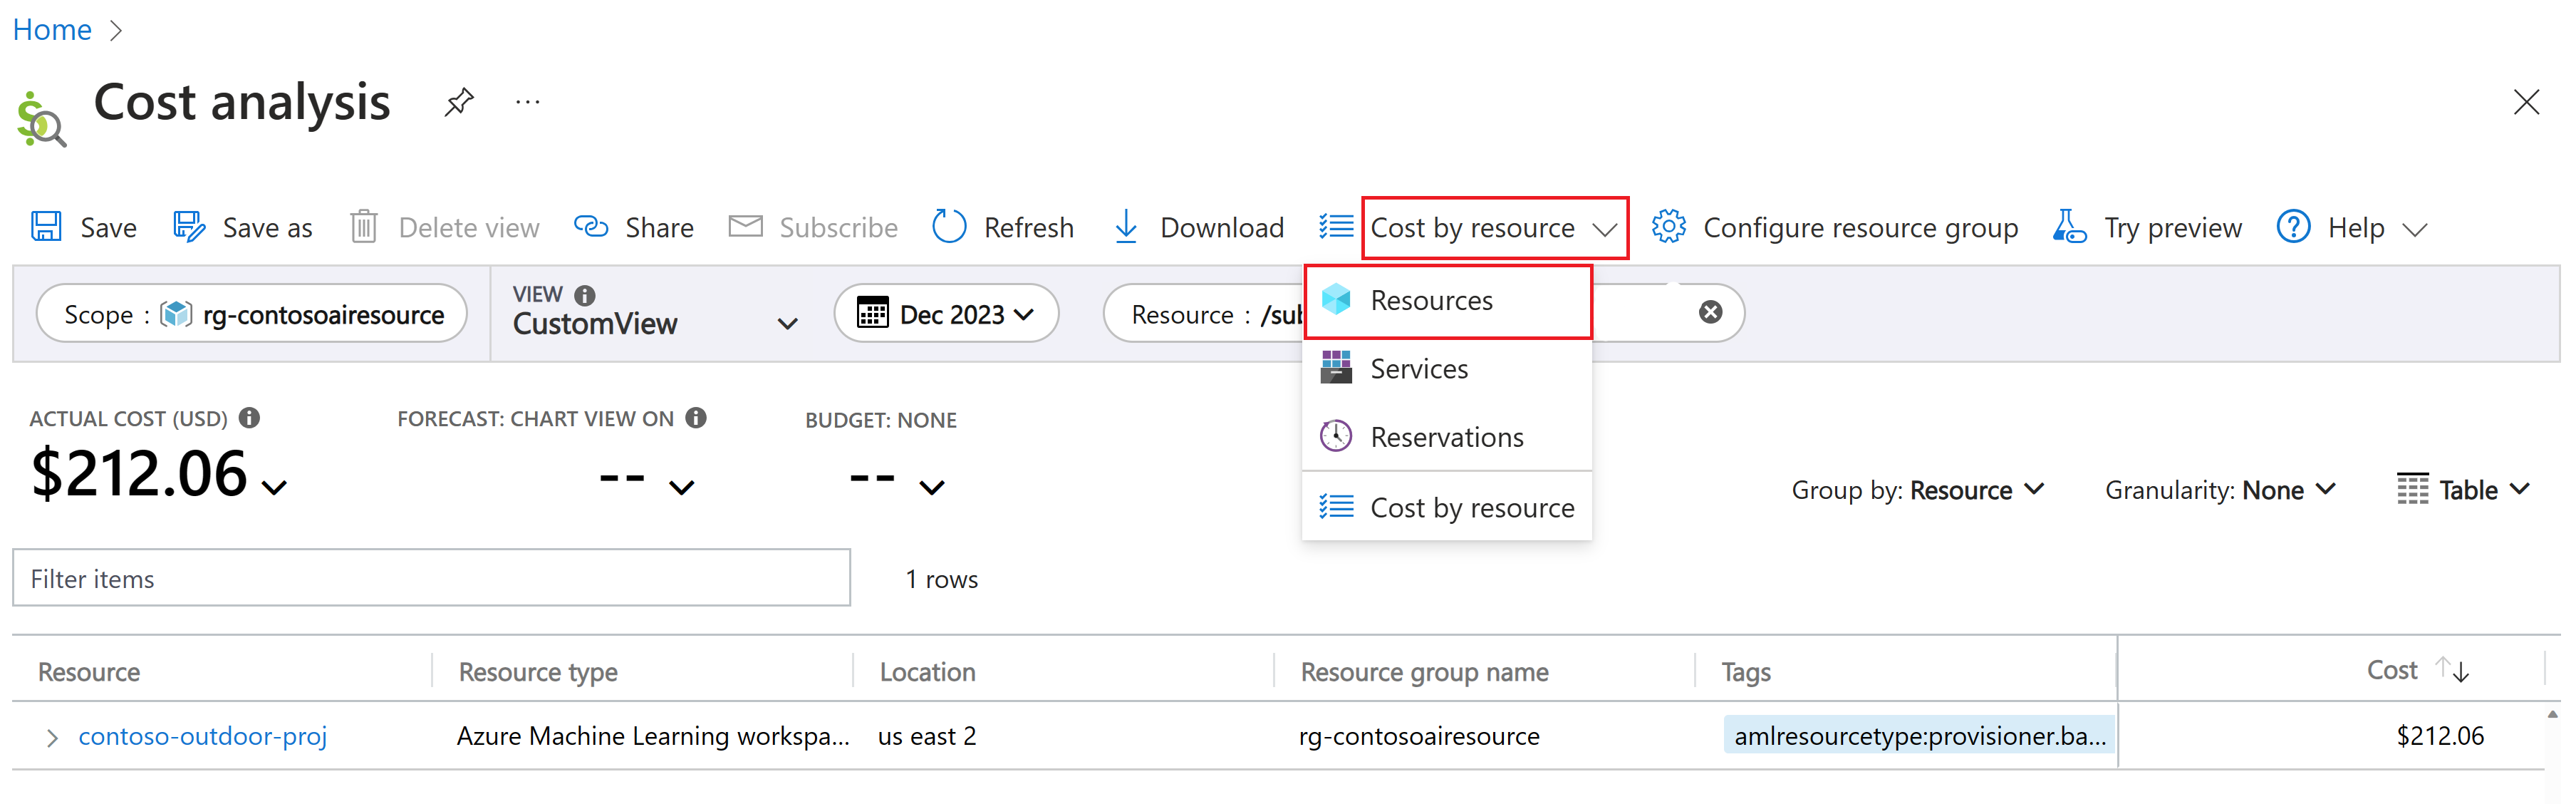 Home
Cost analysis
Save Save as Delete view Share Subscribe Refresh Download Cost by resource Configure resource group Try preview Help
Scope : rg-contosoairesource
VIEW
CustomView
Dec 2023
Resource : /sub
Resources
Services
Reservations
Cost by resource
ACTUAL COST (USD)
$212.06
FORECAST: CHART VIEW ON
--
BUDGET: NONE
--
Group by: Resource Granularity: None Table
Filter items
1 rows
Resource Resource type Location Resource group name Tags Cost
contoso-outdoor-proj Azure Machine Learning workspa... us east 2 rg-contosoairesource amlresourcetype:provisioner.ba... $212.06